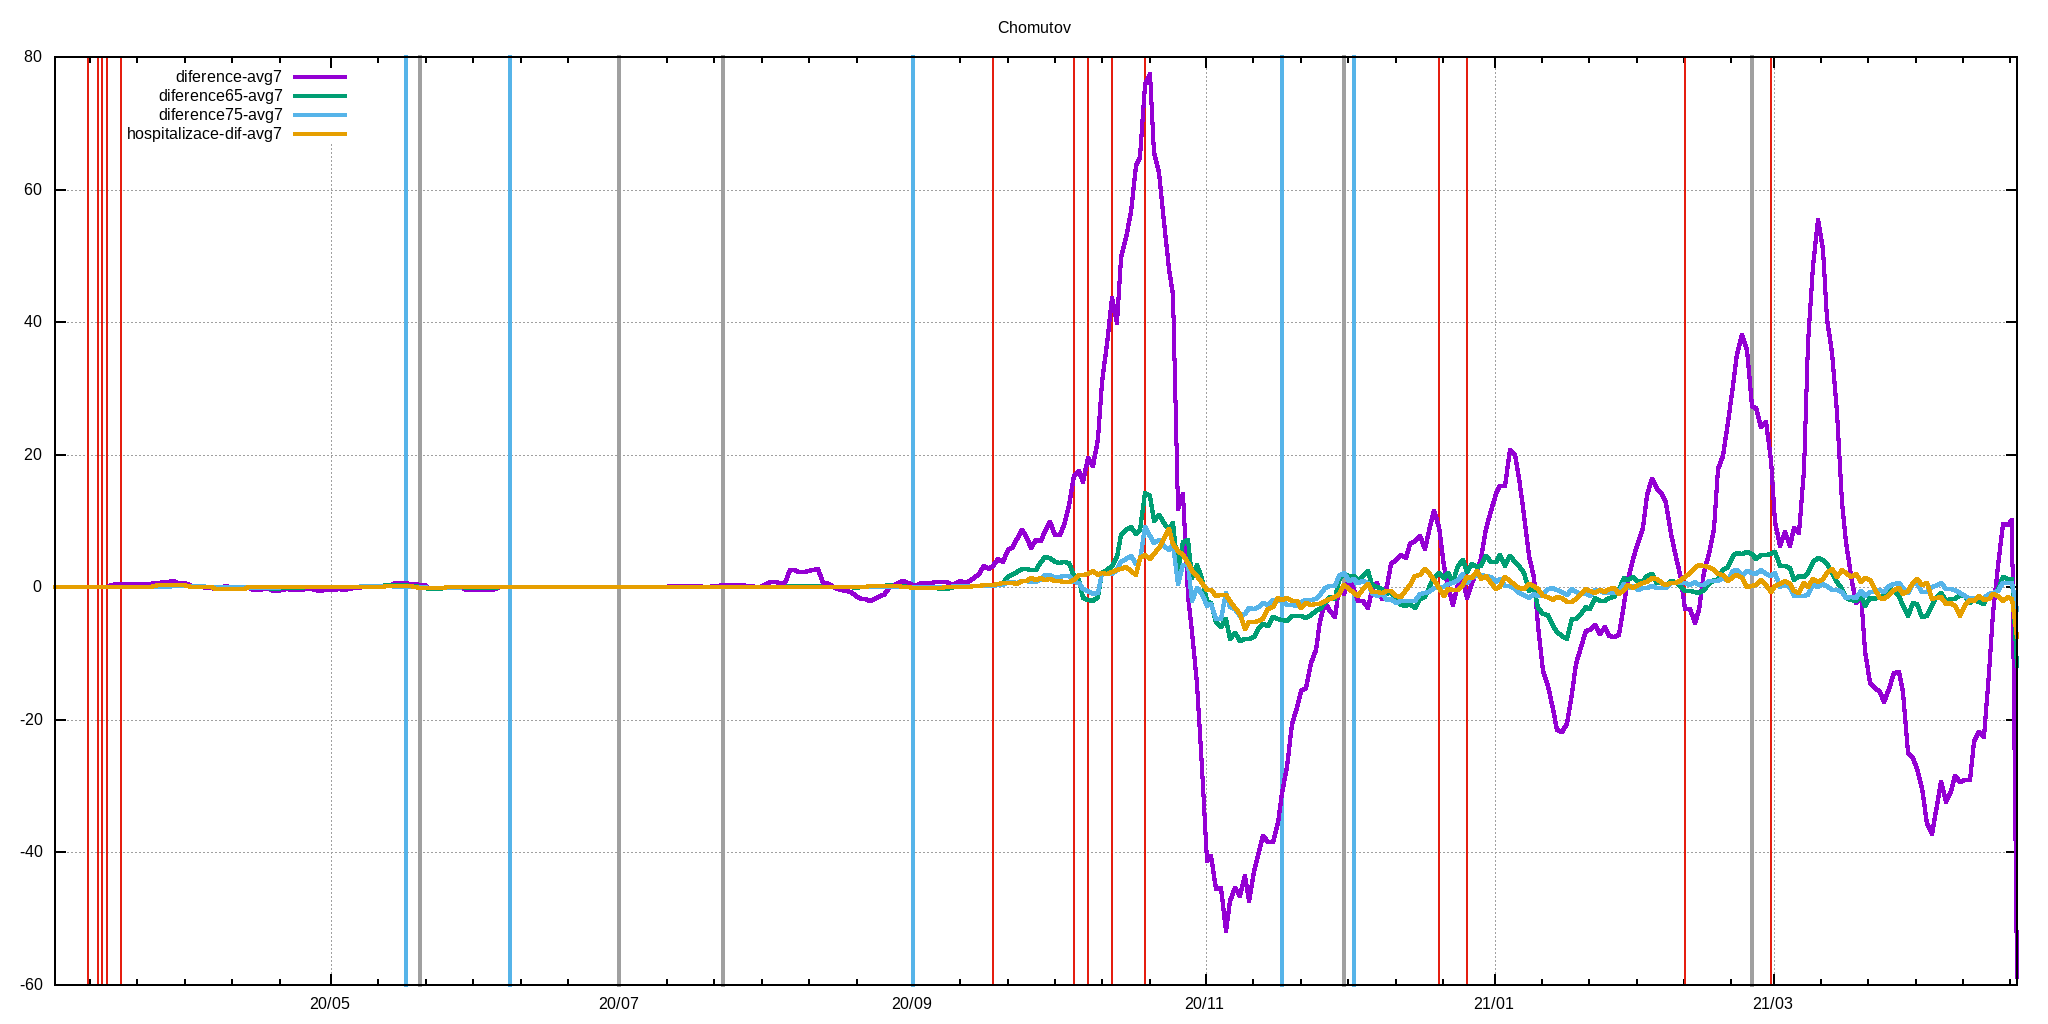 Chomutov
diference-avg7
diference65-avg7
diference75-avg7
hospitalizace-dif-avg7
80
60
40
20
0
-20
-40
-60
20/05 20/07 20/09 20/11 21/01 21/03